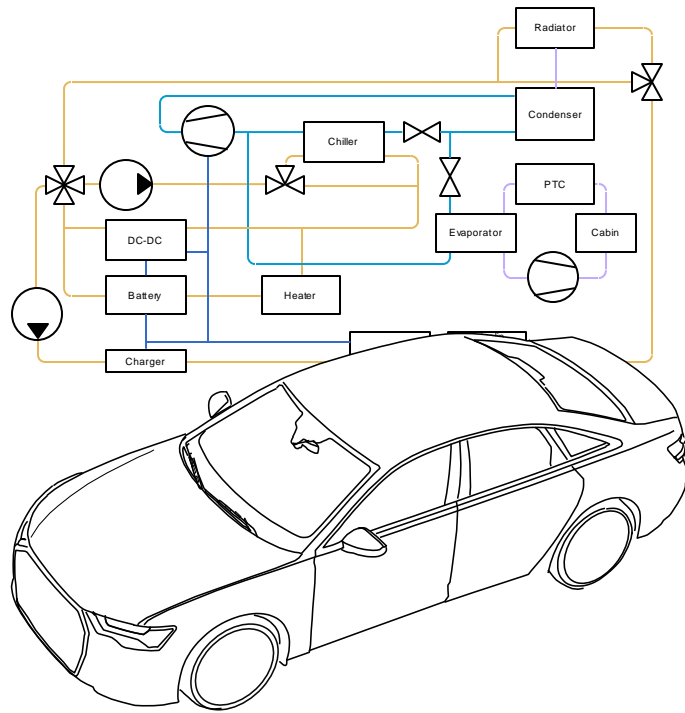 Radiator
Condenser
Chiller
PTC
Evaporator
Cabin
DC-DC
Battery
Heater
Charger